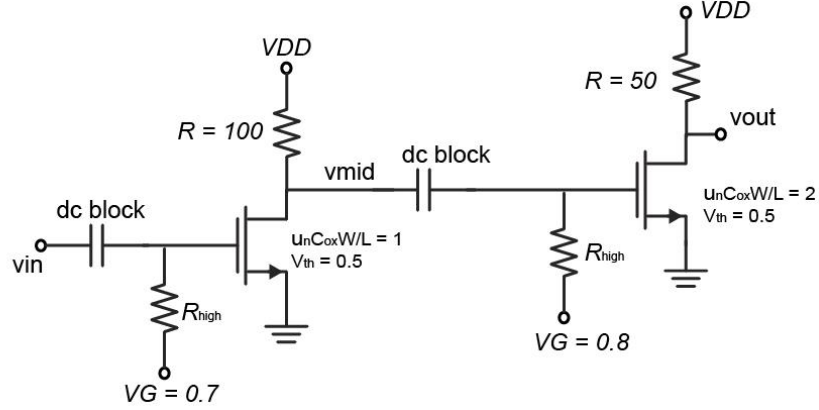 VDD
R = 50
vout
VDD
R = 100
vmid
dc block
dc block
unCoxW/L = 2
Vth = 0.5
unCoxW/L = 1
Vth = 0.5
vin
Rhigh
Rhigh
VG = 0.8
VG = 0.7